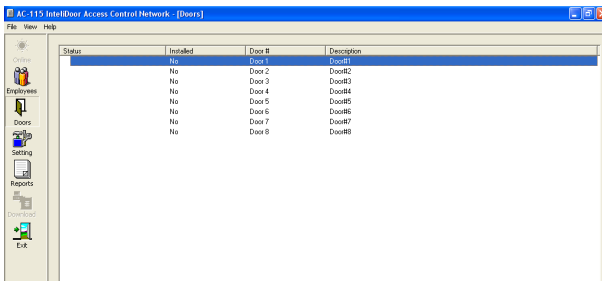 AC-115 InteliDoor Access Control Network - [Doors]
File View Help
Online
Employees
Doors
Setting
Reports
Download
Exit
Status Installed Door # Description
No Door 1 Door#1
No Door 2 Door#2
No Door 3 Door#3
No Door 4 Door#4
No Door 5 Door#5
No Door 6 Door#6
No Door 7 Door#7
No Door 8 Door#8